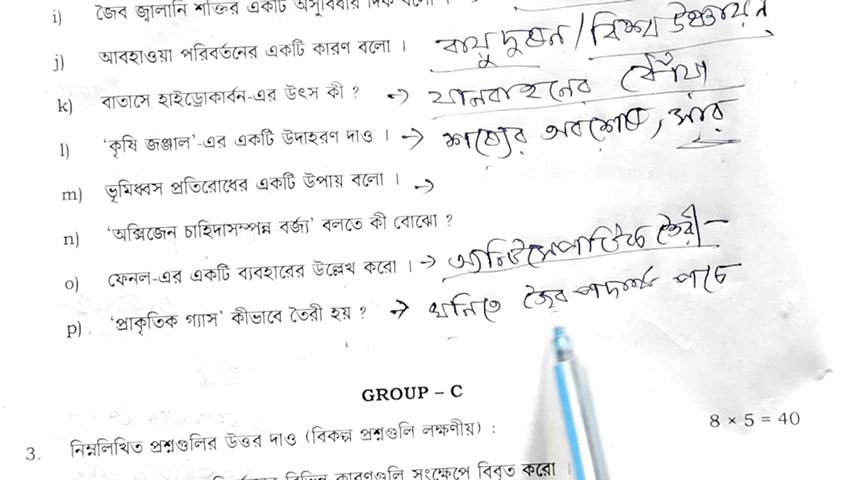 i) জৈব জ্বালানি শক্তির একটি অসুবিধার দিক বলো ।
j) আবহাওয়া পরিবর্তনের একটি কারণ বলো । বায়ু দুষন / বিশ্ব উষ্ণায়ন
k) বাতাসে হাইড্রোকার্বন-এর উৎস কী ? → যানবাহনের ধোঁয়া
l) 'কৃষি জঞ্জাল'-এর একটি উদাহরণ দাও । → শস্যের অবশেষ, সার
m) ভূমিধ্বস প্রতিরোধের একটি উপায় বলো । →
n) 'অক্সিজেন চাহিদাসম্পন্ন বর্জ্য' বলতে কী বোঝো ?
o) ফেনল-এর একটি ব্যবহারের উল্লেখ করো । → অ্যান্টিসেপটিক তৈরী –
p) 'প্রাকৃতিক গ্যাস' কীভাবে তৈরী হয় ? → খনিতে জৈব পদার্থ পচে
GROUP – C
8 × 5 = 40
3. নিম্নলিখিত প্রশ্নগুলির উত্তর দাও (বিকল্প প্রশ্নগুলি লক্ষণীয়) :
বিভিন্ন কারণগুলি সংক্ষেপে বিবৃত করো ।